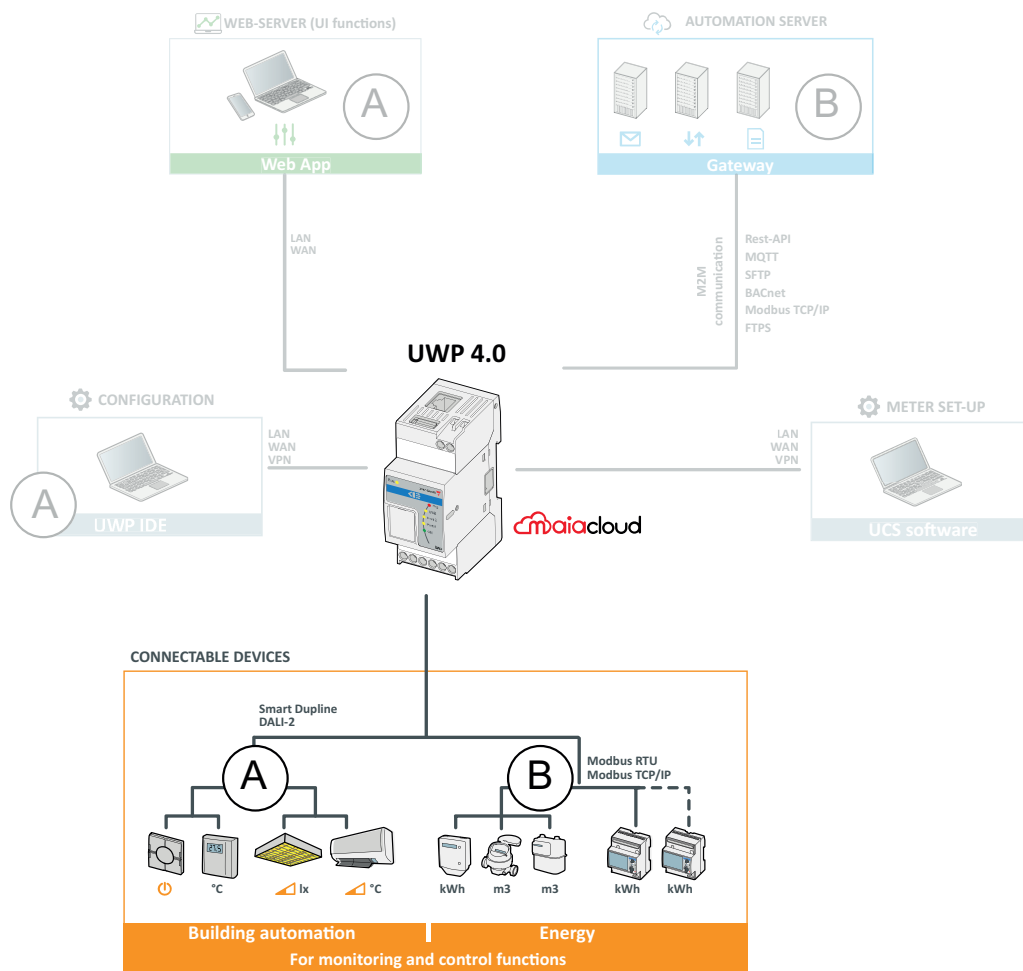 WEB-SERVER (UI functions)
A
Web App
AUTOMATION SERVER
B
Gateway
LAN
WAN
M2M
communication
Rest-API
MQTT
SFTP
BACnet
Modbus TCP/IP
FTPS
UWP 4.0
CONFIGURATION
A
UWP IDE
LAN
WAN
VPN
maiacloud
LAN
WAN
VPN
METER SET-UP
UCS software
CONNECTABLE DEVICES
Smart Dupline
DALI-2
A
B
Modbus RTU
Modbus TCP/IP
21.5
°C
lx
°C
kWh
m3
m3
kWh
kWh
Building automation
Energy
For monitoring and control functions